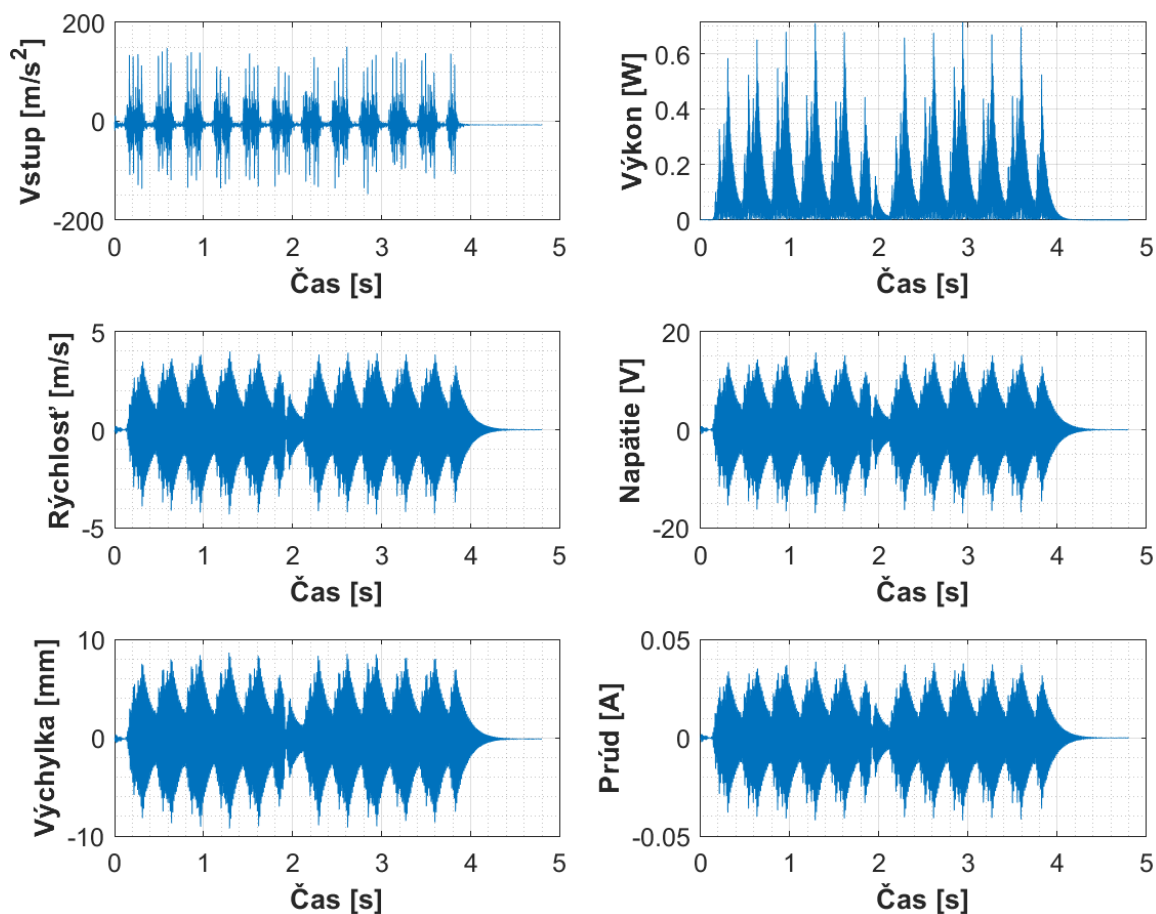 200
0
-200
Vstup [m/s2]
0 1 2 3 4 5
Čas [s]
0.6
0.4
0.2
0
Výkon [W]
0 1 2 3 4 5
Čas [s]
5
0
-5
Rýchlosť [m/s]
0 1 2 3 4 5
Čas [s]
20
0
-20
Napätie [V]
0 1 2 3 4 5
Čas [s]
10
0
-10
Výchylka [mm]
0 1 2 3 4 5
Čas [s]
0.05
0
-0.05
Prúd [A]
0 1 2 3 4 5
Čas [s]